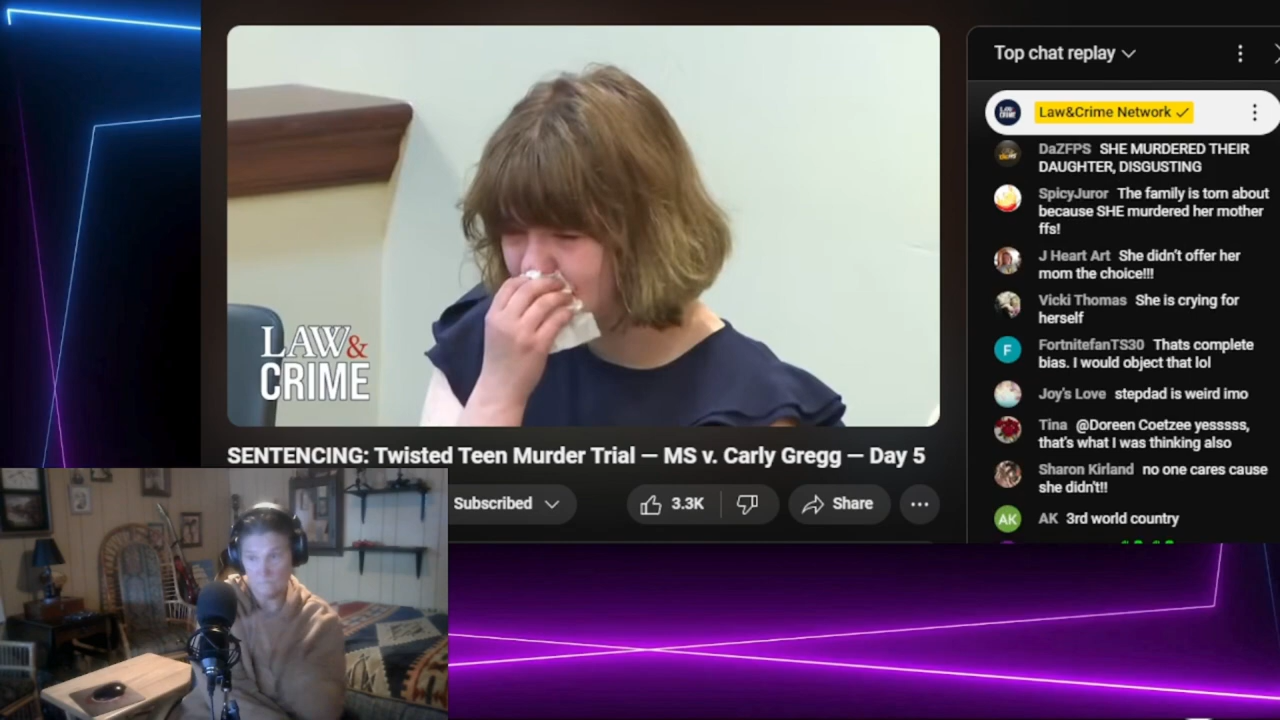 LAW&
CRIME
SENTENCING: Twisted Teen Murder Trial — MS v. Carly Gregg — Day 5
Subscribed
3.3K
Share
Top chat replay
Law&Crime Network
DaZFPS SHE MURDERED THEIR
DAUGHTER, DISGUSTING
SpicyJuror The family is torn about
because SHE murdered her mother
ffs!
J Heart Art She didn't offer her
mom the choice!!!
Vicki Thomas She is crying for
herself
FortnitefanTS30 Thats complete
bias. I would object that lol
Joy's Love stepdad is weird imo
Tina @Doreen Coetzee yesssss,
that's what I was thinking also
Sharon Kirland no one cares cause
she didn't!!
AK AK 3rd world country